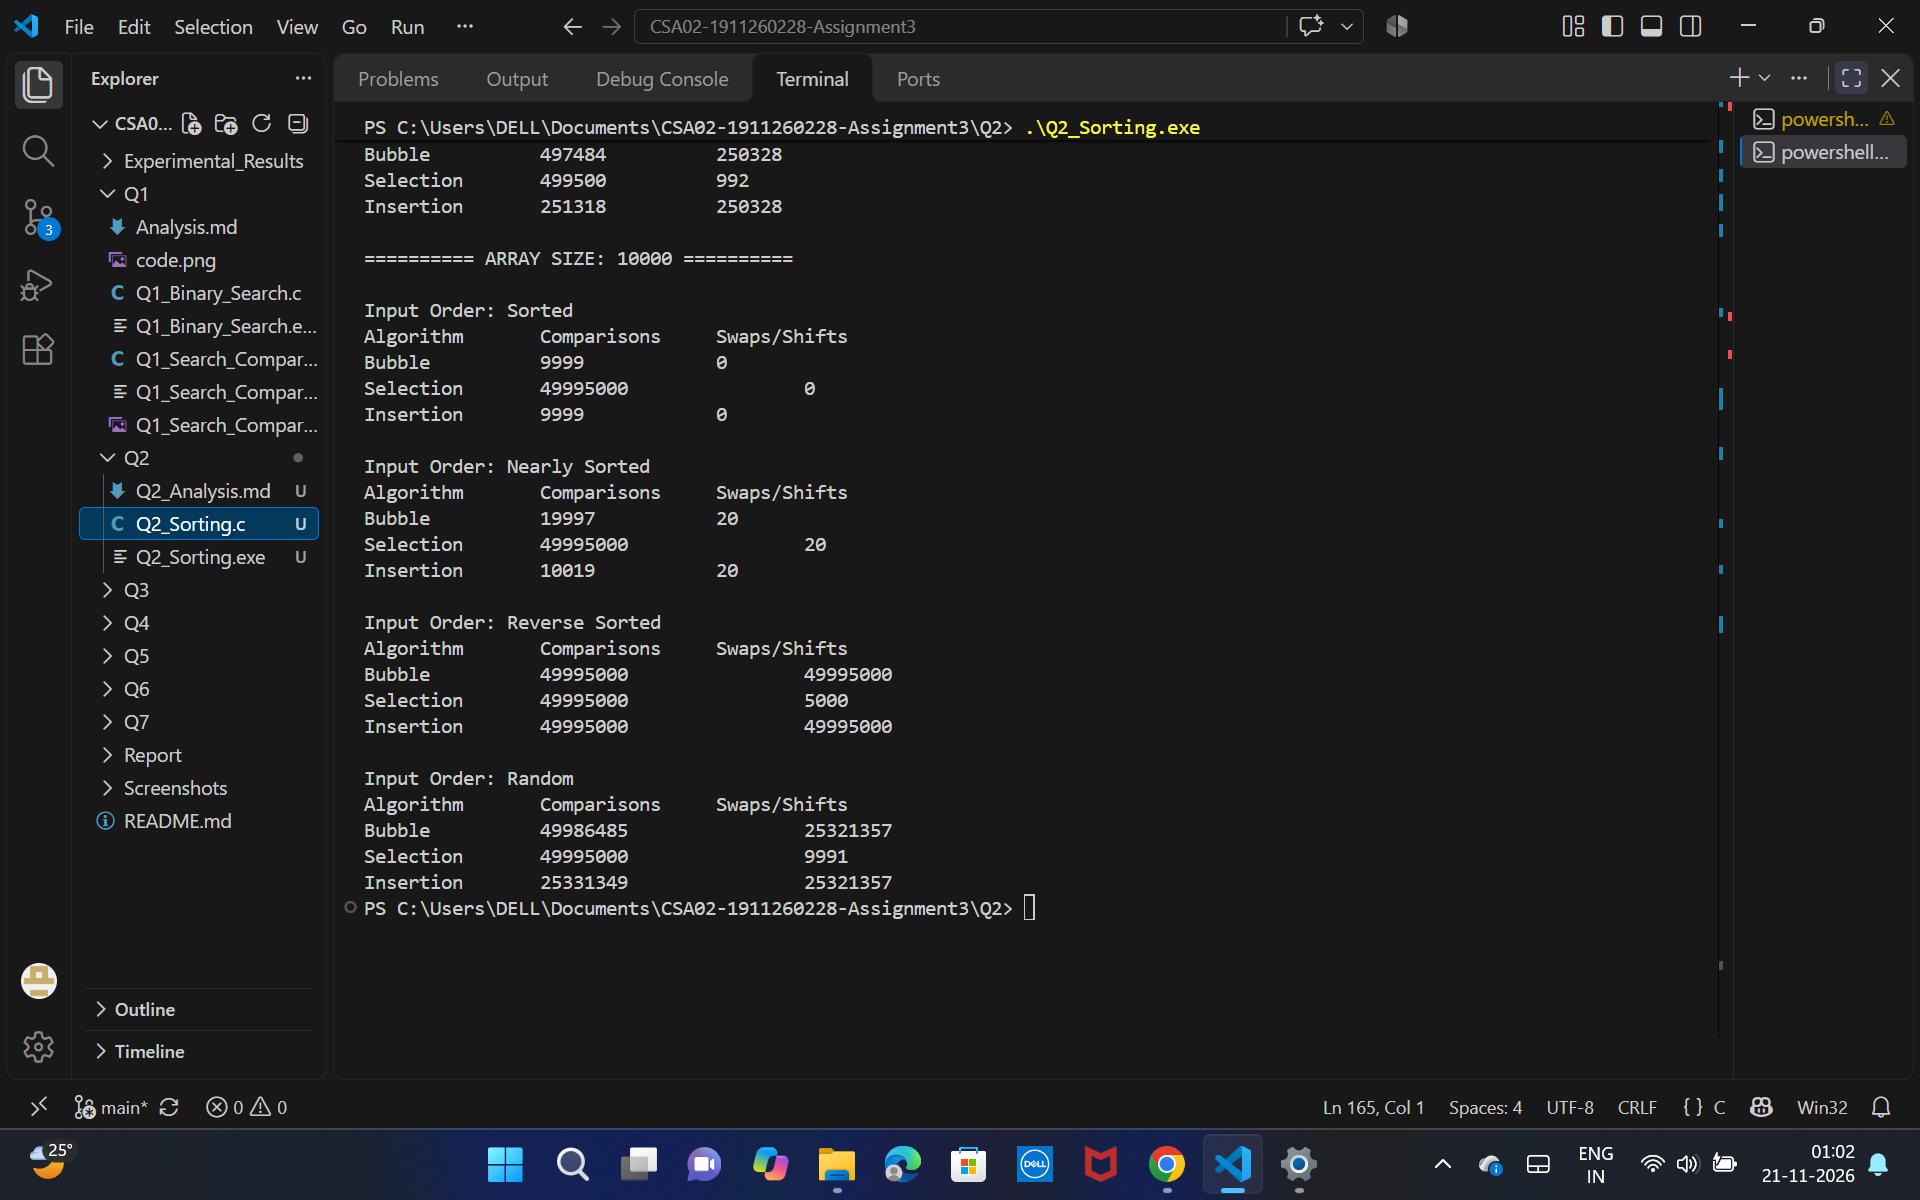 File Edit Selection View Go Run ···
CSA02-1911260228-Assignment3
Explorer
CSA0...
Experimental_Results
Q1
Analysis.md
code.png
Q1_Binary_Search.c
Q1_Binary_Search.e...
Q1_Search_Compar...
Q1_Search_Compar...
Q1_Search_Compar...
Q2
Q2_Analysis.md U
Q2_Sorting.c U
Q2_Sorting.exe U
Q3
Q4
Q5
Q6
Q7
Report
Screenshots
README.md
Outline
Timeline
3
Problems Output Debug Console Terminal Ports
PS C:\Users\DELL\Documents\CSA02-1911260228-Assignment3\Q2> .\Q2_Sorting.exe
Bubble 497484 250328
Selection 499500 992
Insertion 251318 250328
========== ARRAY SIZE: 10000 ==========
Input Order: Sorted
Algorithm Comparisons Swaps/Shifts
Bubble 9999 0
Selection 49995000 0
Insertion 9999 0
Input Order: Nearly Sorted
Algorithm Comparisons Swaps/Shifts
Bubble 19997 20
Selection 49995000 20
Insertion 10019 20
Input Order: Reverse Sorted
Algorithm Comparisons Swaps/Shifts
Bubble 49995000 49995000
Selection 49995000 5000
Insertion 49995000 49995000
Input Order: Random
Algorithm Comparisons Swaps/Shifts
Bubble 49986485 25321357
Selection 49995000 9991
Insertion 25331349 25321357
PS C:\Users\DELL\Documents\CSA02-1911260228-Assignment3\Q2>
powersh...
powershell...
main* 0 0
Ln 165, Col 1 Spaces: 4 UTF-8 CRLF { } C Win32
25°
DELL
ENG
IN
01:02
21-11-2026